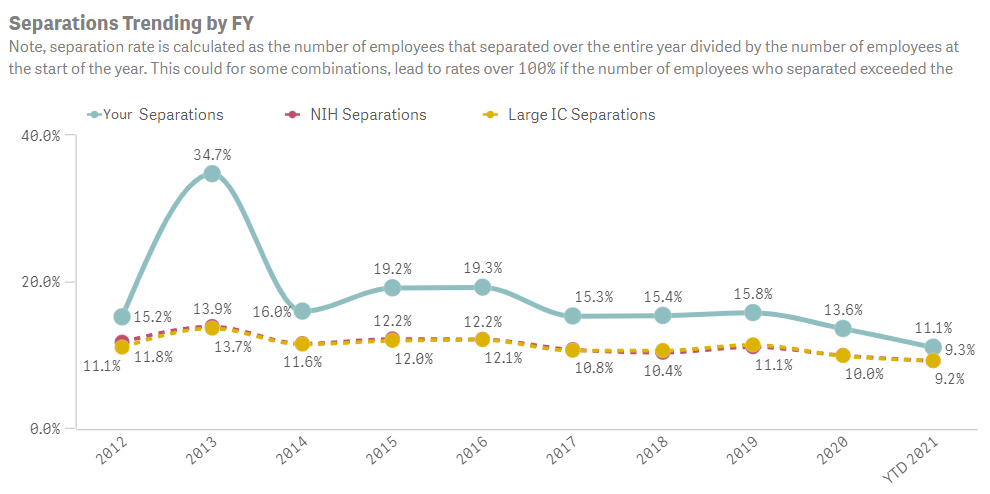 Separations Trending by FY
Note, separation rate is calculated as the number of employees that separated over the entire year divided by the number of employees at
the start of the year. This could for some combinations, lead to rates over 100% if the number of employees who separated exceeded the
Your Separations NIH Separations Large IC Separations
40.0%
34.7%
20.0%
19.2% 19.3%
15.2% 13.9% 16.0% 15.3% 15.4% 15.8% 13.6%
12.2% 12.2% 11.1%
11.1% 11.8% 13.7% 11.6% 12.0% 12.1% 10.8% 10.4% 11.1% 10.0% 9.3%
9.2%
0.0%
2012 2013 2014 2015 2016 2017 2018 2019 2020 YTD 2021